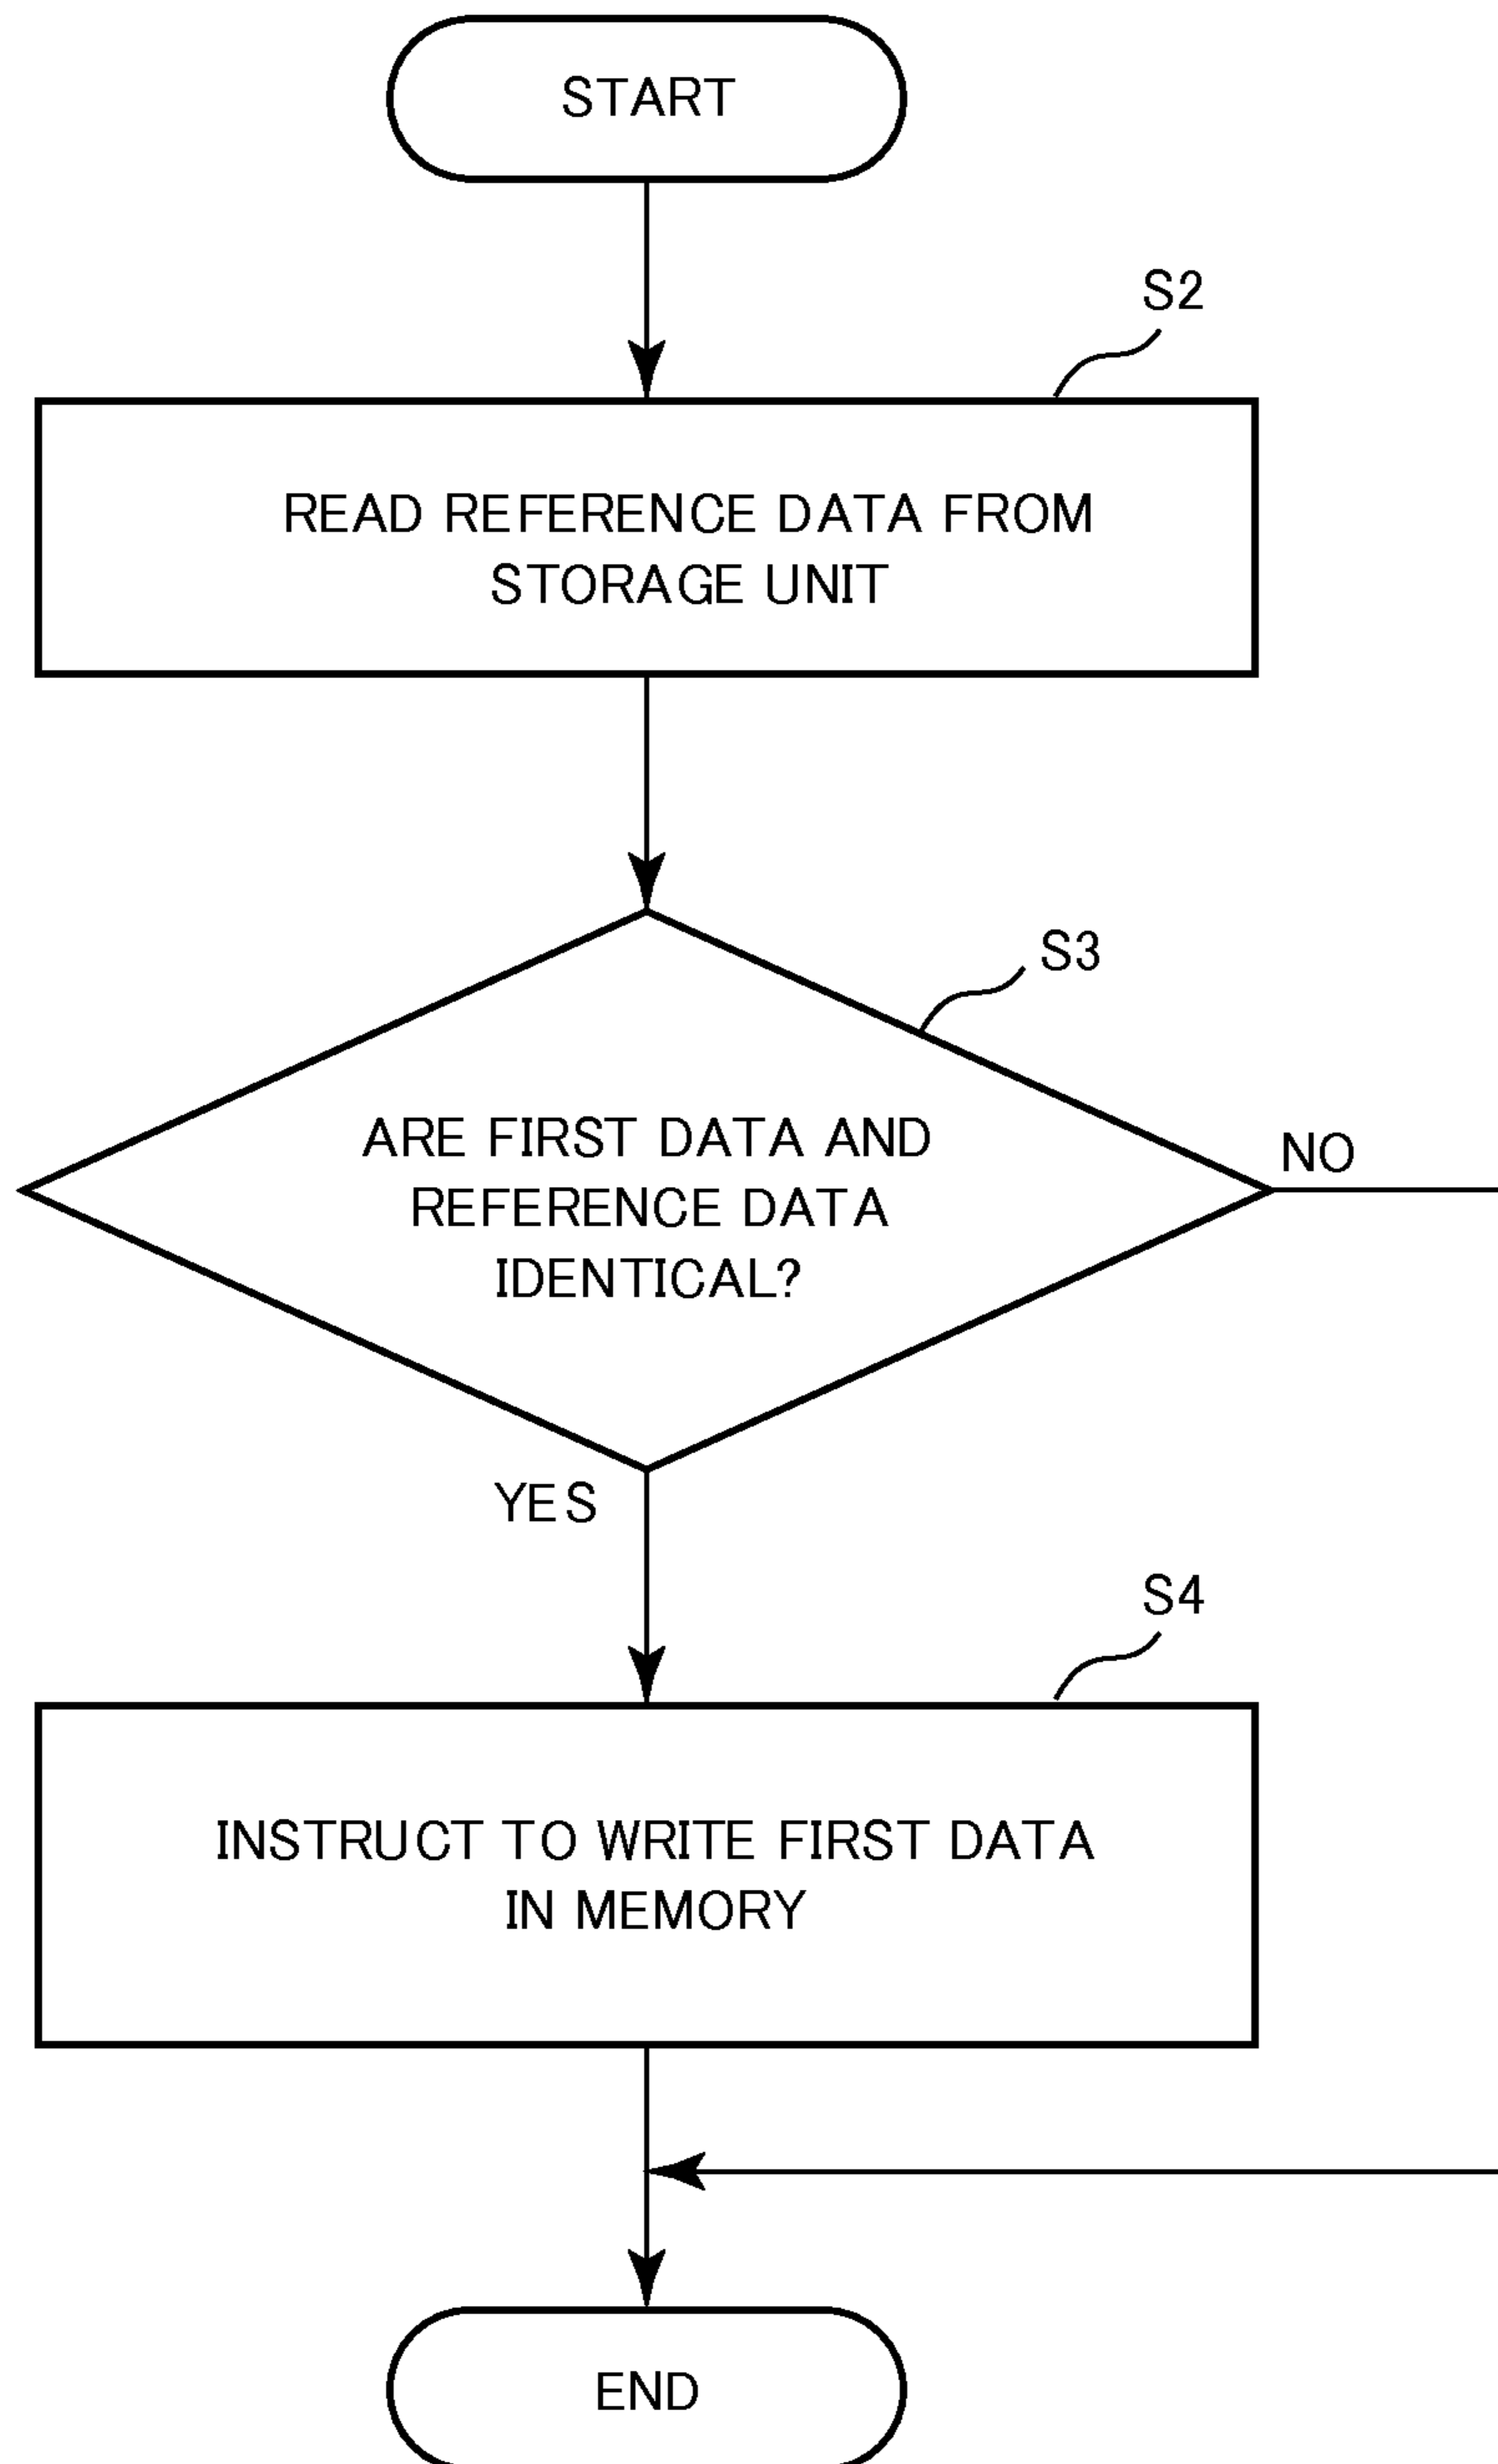 START
S2
READ REFERENCE DATA FROM
STORAGE UNIT
S3
ARE FIRST DATA AND
REFERENCE DATA
IDENTICAL?
NO
YES
S4
INSTRUCT TO WRITE FIRST DATA
IN MEMORY
END